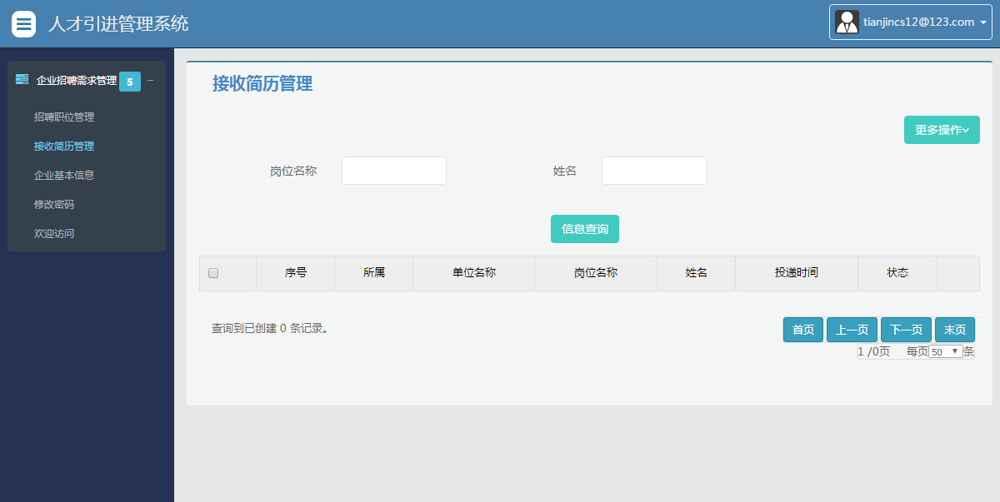 人才引进管理系统
tianjincs12@123.com
企业招聘需求管理 5
招聘职位管理
接收简历管理
企业基本信息
修改密码
欢迎访问
接收简历管理
更多操作
岗位名称 姓名
信息查询
序号 所属 单位名称 岗位名称 姓名 投递时间 状态
查询到已创建 0 条记录。
首页 上一页 下一页 末页
1 /0页 每页 50 条